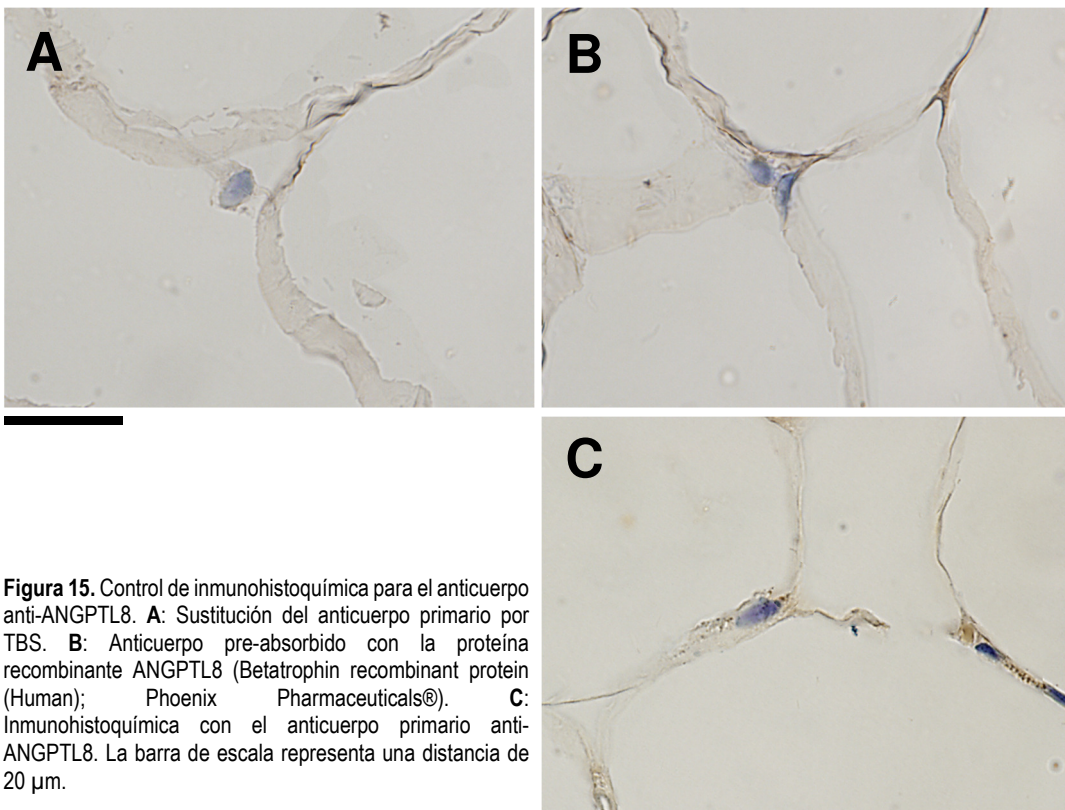 A
B
C
Figura 15. Control de inmunohistoquímica para el anticuerpo
anti-ANGPTL8. A: Sustitución del anticuerpo primario por
TBS. B: Anticuerpo pre-absorbido con la proteína
recombinante ANGPTL8 (Betatrophin recombinant protein
(Human); Phoenix Pharmaceuticals®). C:
Inmunohistoquímica con el anticuerpo primario anti-
ANGPTL8. La barra de escala representa una distancia de
20 µm.